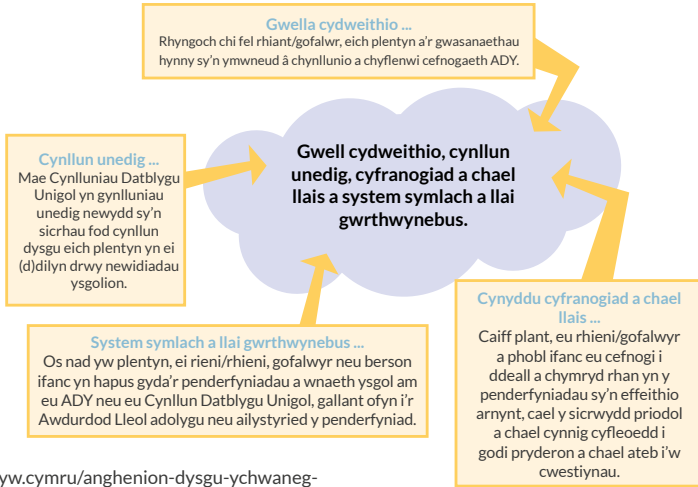 Gwella cydweithio ...
Rhyngoch chi fel rhiant/gofalwr, eich plentyn a'r gwasanaethau
hynny sy'n ymwneud â chynllunio a chyflenwi cefnogaeth ADY.
Gwell cydweithio, cynllun
unedig, cyfranogiad a chael
llais a system symlach a llai
gwrthwynebus.
Cynllun unedig ...
Mae Cynlluniau Datblygu
Unigol yn gynlluniau
unedig newydd sy'n
sicrhau fod cynllun
dysgu eich plentyn yn ei
(d)dilyn drwy newidiadau
ysgolion.
System symlach a llai gwrthwynebus ...
Os nad yw plentyn, ei rieni/rhieni, gofalwyr neu berson
ifanc yn hapus gyda'r penderfyniadau a wnaeth ysgol am
eu ADY neu eu Cynllun Datblygu Unigol, gallant ofyn i'r
Awdurdod Lleol adolygu neu ailystyried y penderfyniad.
Cynyddu cyfranogiad a chael
llais ...
Caiff plant, eu rhieni/gofalwyr
a phobl ifanc eu cefnogi i
ddeall a chymryd rhan yn y
penderfyniadau sy'n effeithio
arnynt, cael y sicrwydd priodol
a chael cynnig cyfleoedd i
godi pryderon a chael ateb i'w
cwestiynau.
yw.cymru/anghenion-dysgu-ychwaneg-